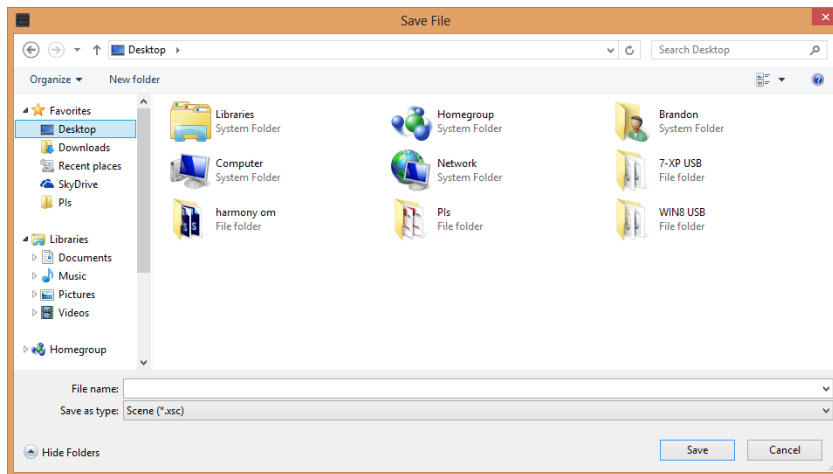 Save File
Desktop
Search Desktop
Organize
New folder
Favorites
Desktop
Downloads
Recent places
SkyDrive
Pls
Libraries
Documents
Music
Pictures
Videos
Homegroup
Libraries
System Folder
Homegroup
System Folder
Brandon
System Folder
Computer
System Folder
Network
System Folder
7-XP USB
File folder
harmony om
File folder
Pls
File folder
WIN8 USB
File folder
File name:
Save as type: Scene (*.xsc)
Hide Folders
Save
Cancel